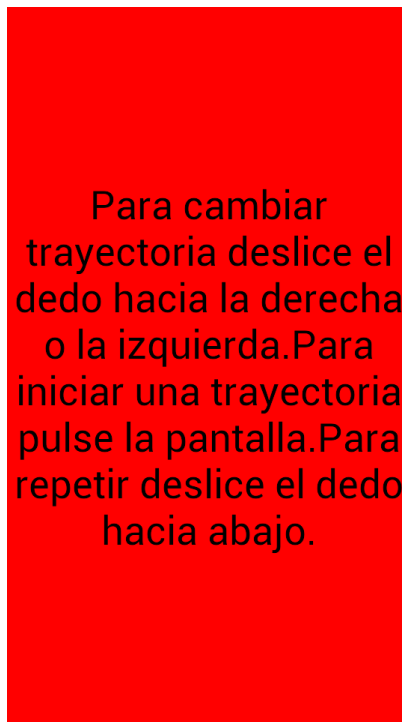 Para cambiar
trayectoria deslice el
dedo hacia la derecha
o la izquierda.Para
iniciar una trayectoria
pulse la pantalla.Para
repetir deslice el dedo
hacia abajo.